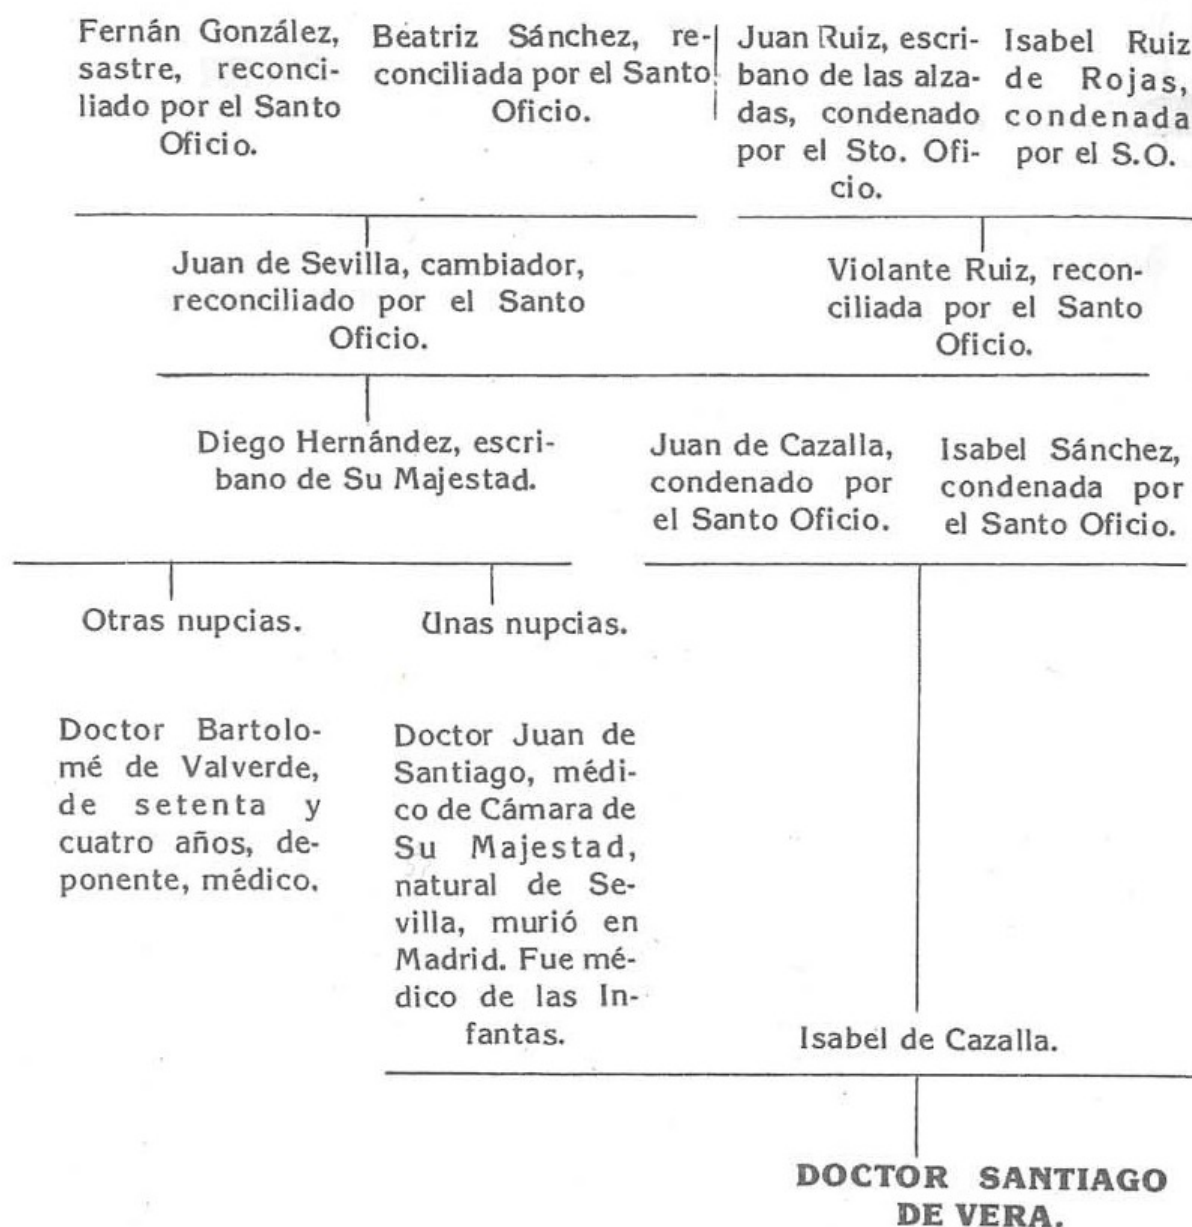 Fernán González,
sastre, reconci-
liado por el Santo
Oficio.
Beatriz Sánchez, re-
conciliada por el Santo
Oficio.
Juan Ruiz, escri-
bano de las alza-
das, condenado
por el Sto. Ofi-
cio.
Isabel Ruiz
de Rojas,
condenada
por el S.O.
Juan de Sevilla, cambiador,
reconciliado por el Santo
Oficio.
Violante Ruiz, recon-
ciliada por el Santo
Oficio.
Diego Hernández, escri-
bano de Su Majestad.
Juan de Cazalla,
condenado por
el Santo Oficio.
Isabel Sánchez,
condenada por
el Santo Oficio.
Otras nupcias.
Unas nupcias.
Doctor Bartolo-
mé de Valverde,
de setenta y
cuatro años, de-
ponente, médico.
Doctor Juan de
Santiago, médi-
co de Cámara de
Su Majestad,
natural de Se-
villa, murió en
Madrid. Fue mé-
dico de las In-
fantas.
Isabel de Cazalla.
DOCTOR SANTIAGO
DE VERA.